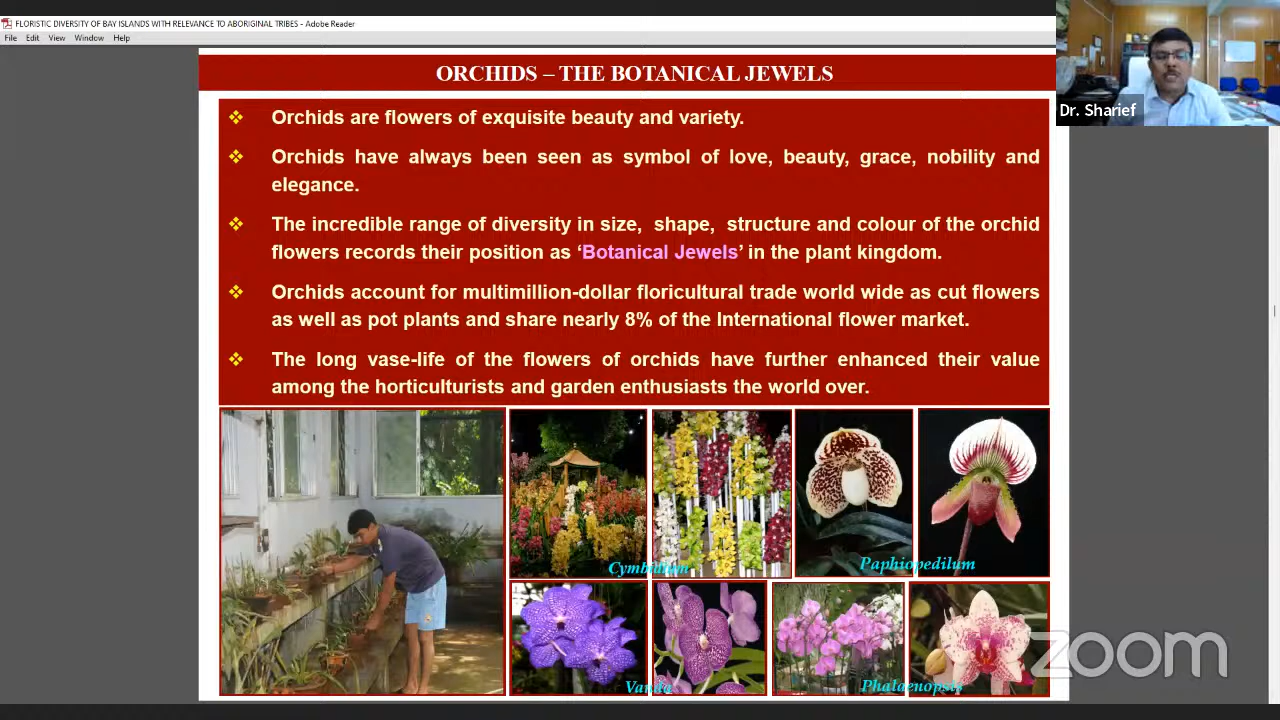 FLORISTIC DIVERSITY OF BAY ISLANDS WITH RELEVANCE TO ABORIGINAL TRIBES - Adobe Reader
File Edit View Window Help
ORCHIDS – THE BOTANICAL JEWELS
Dr. Sharief
Orchids are flowers of exquisite beauty and variety.
Orchids have always been seen as symbol of love, beauty, grace, nobility and
elegance.
The incredible range of diversity in size, shape, structure and colour of the orchid
flowers records their position as ‘Botanical Jewels’ in the plant kingdom.
Orchids account for multimillion-dollar floricultural trade world wide as cut flowers
as well as pot plants and share nearly 8% of the International flower market.
The long vase-life of the flowers of orchids have further enhanced their value
among the horticulturists and garden enthusiasts the world over.
Cymbidium
Paphiopedilum
Vanda
Phalaenopsis
zoom